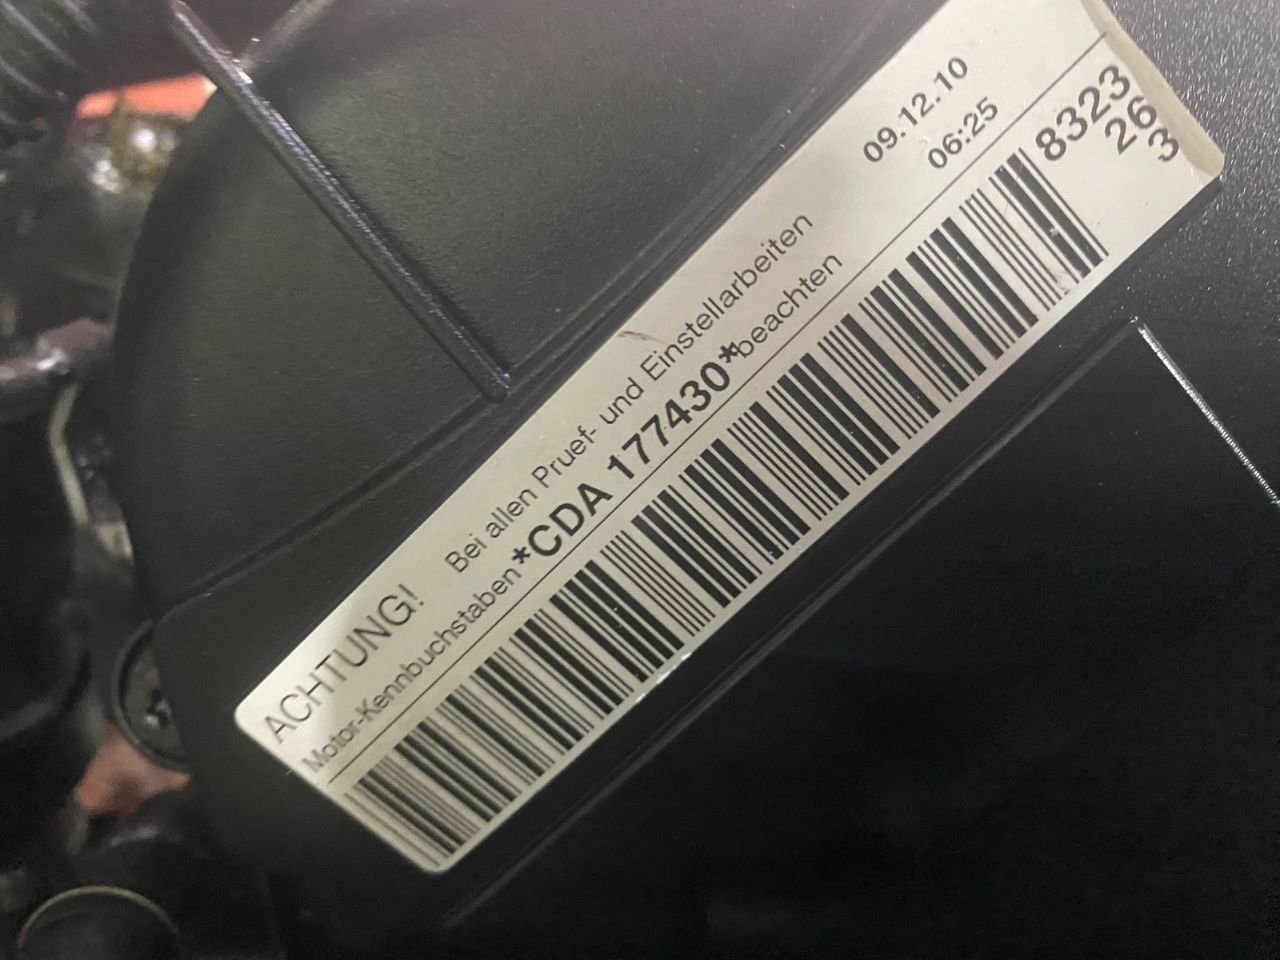 ACHTUNG! Bei allen Pruef- und Einstellarbeiten
Motor-Kennbuchstaben *CDA 177430* beachten
09.12.10
06:25
8323
26
3